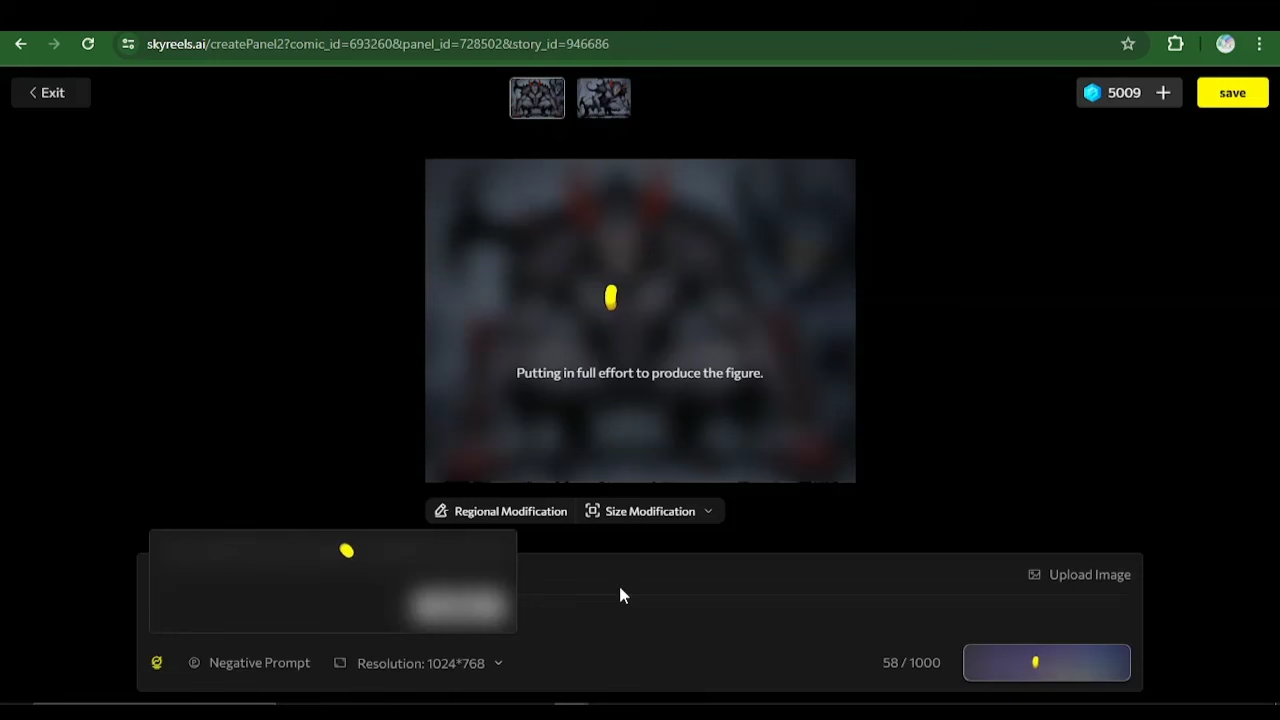 skyreels.ai/createPanel2?comic_id=693260&panel_id=728502&story_id=946686
Exit
5009
save
Putting in full effort to produce the figure.
Regional Modification
Size Modification
Upload Image
Negative Prompt
Resolution: 1024*768
58 / 1000